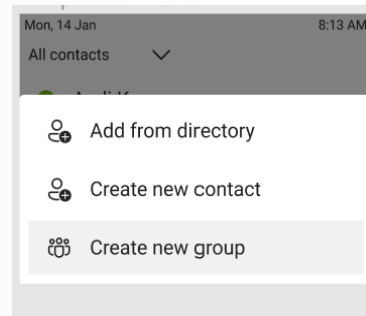 Mon, 14 Jan 8:13 AM
All contacts
Add from directory
Create new contact
Create new group